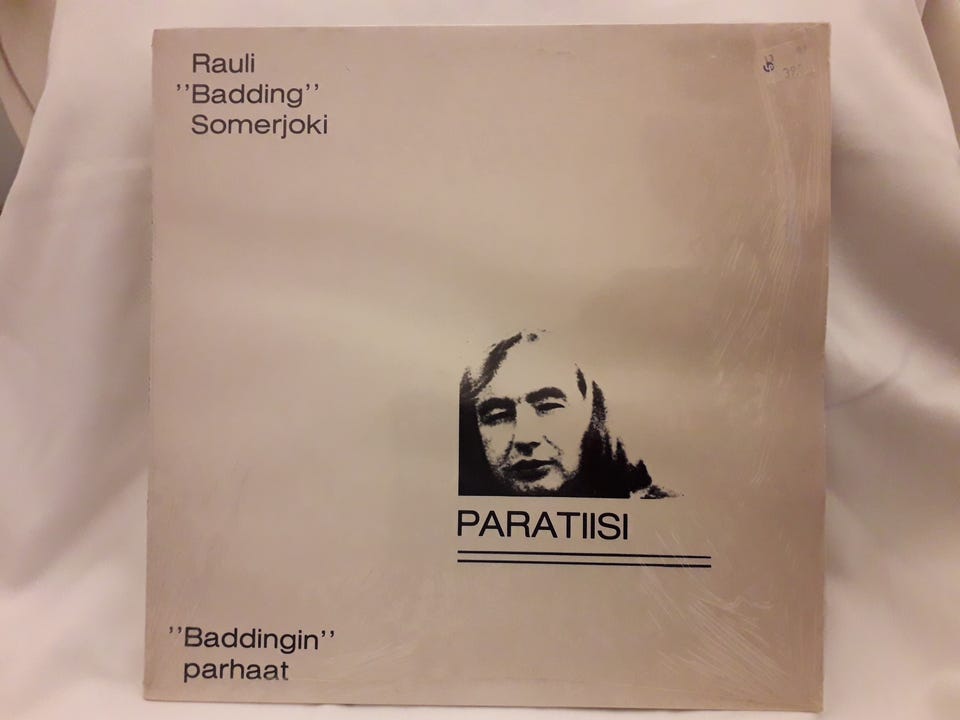 Rauli
''Badding''
Somerjoki
PARATIISI
''Baddingin''
parhaat